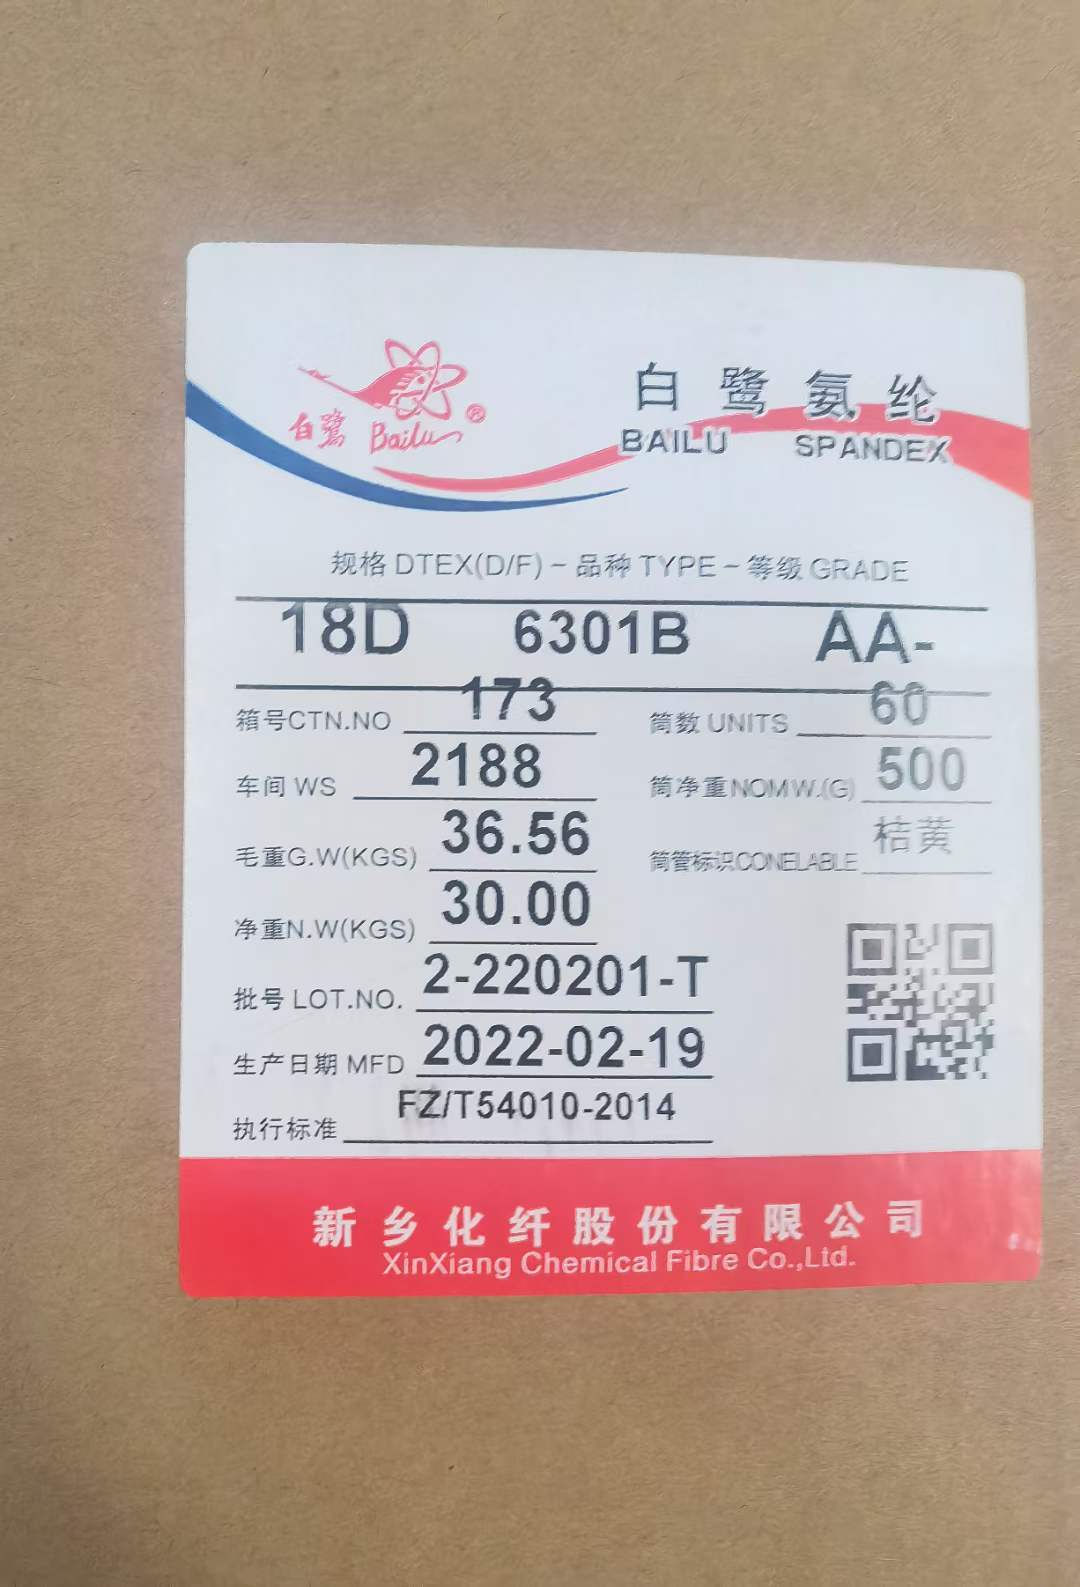 白鹭 Bailu ®
白鹭氨纶
BAILU SPANDEX
规格 DTEX(D/F) - 品种 TYPE - 等级 GRADE
18D 6301B AA-
箱号CTN.NO 173 筒数 UNITS 60
车间 WS 2188 筒净重NOMW.(G) 500
毛重G.W(KGS) 36.56 筒管标识CONELABLE 桔黄
净重N.W(KGS) 30.00
批号 LOT.NO. 2-220201-T
生产日期 MFD 2022-02-19
执行标准 FZ/T54010-2014
新乡化纤股份有限公司
XinXiang Chemical Fibre Co.,Ltd.